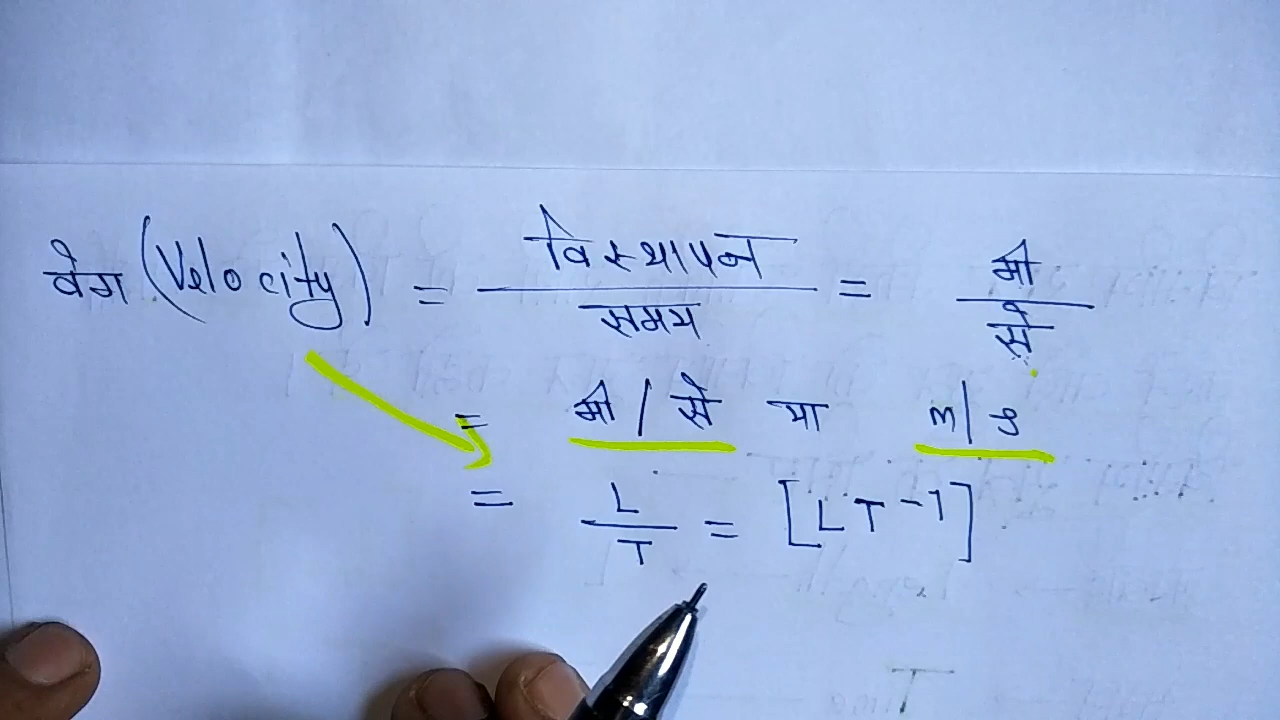 वेग (Velocity) = विस्थापन / समय = मी / से
= मी / से या m/s
= L / T = [LT⁻¹]
T